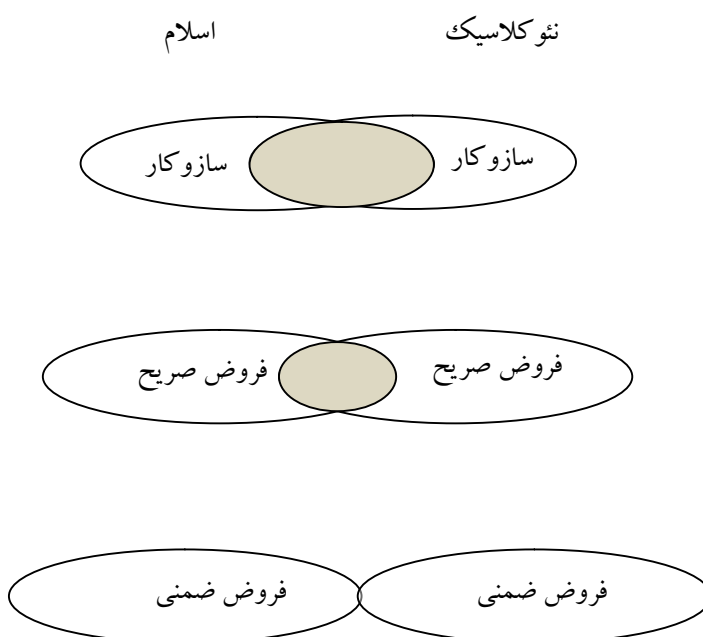 نئوکلاسیک اسلام
سازوکار سازوکار
فروض صریح فروض صریح
فروض ضمنی فروض ضمنی